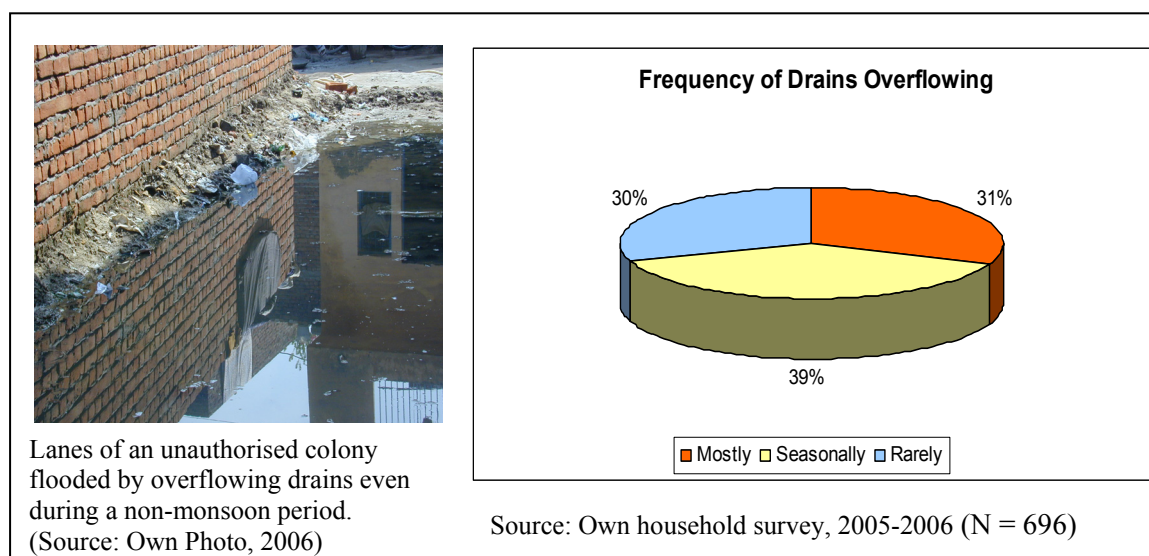 Lanes of an unauthorised colony
flooded by overflowing drains even
during a non-monsoon period.
(Source: Own Photo, 2006)
Frequency of Drains Overflowing
30%
31%
39%
Mostly Seasonally Rarely
Source: Own household survey, 2005-2006 (N = 696)